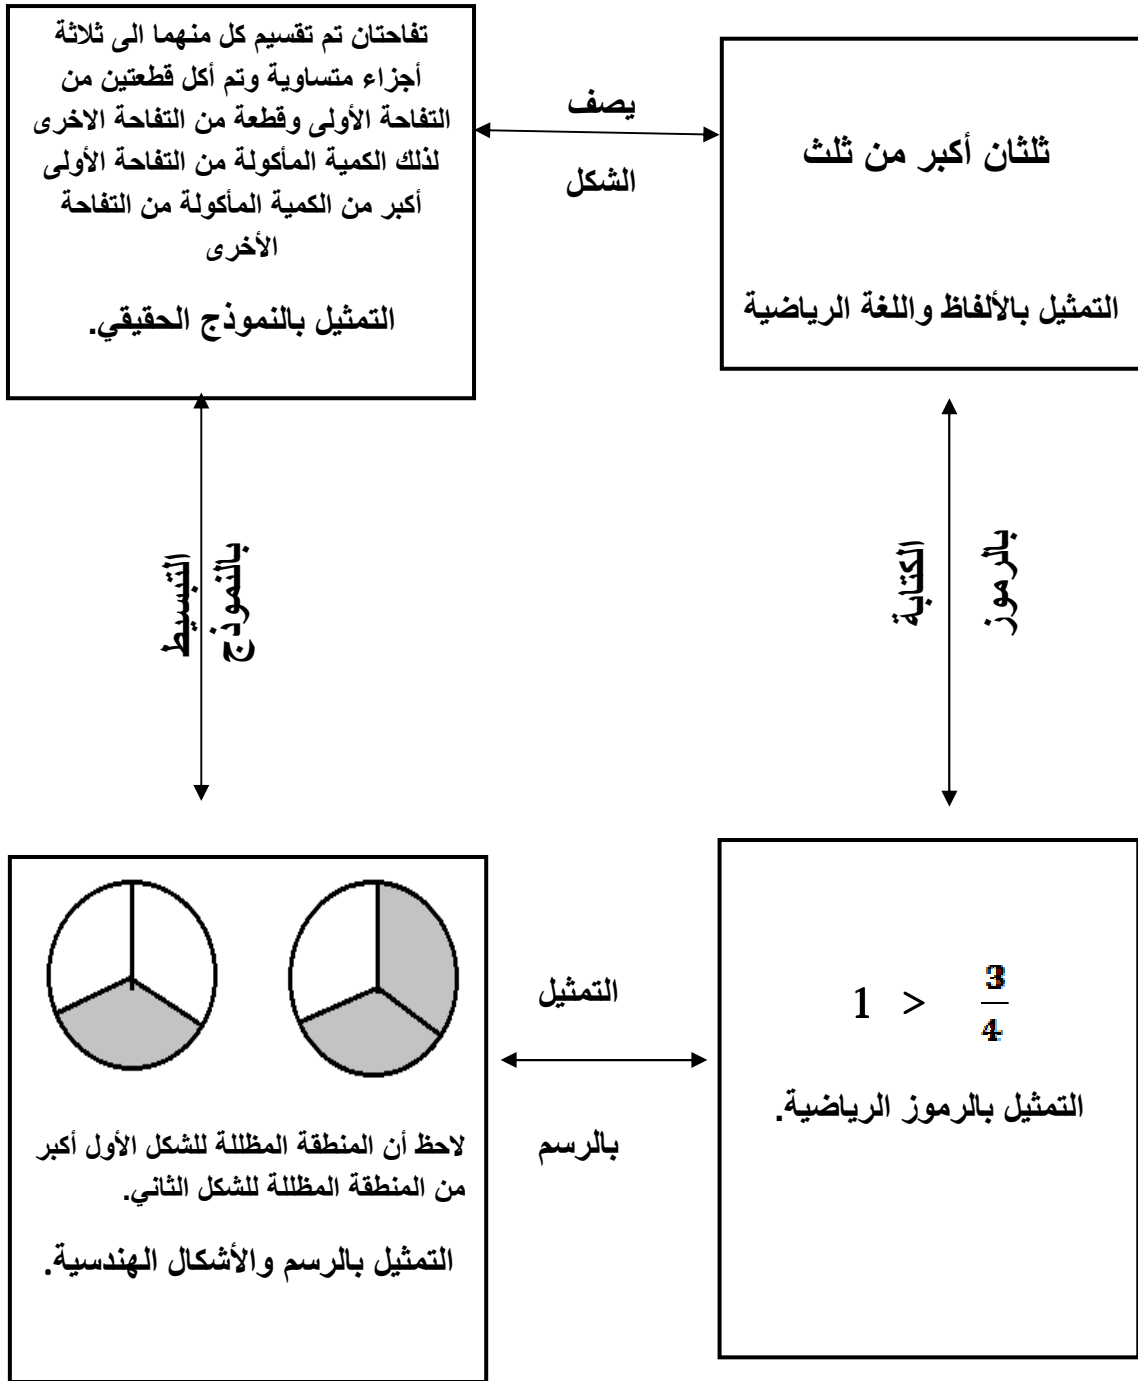 ثلثان أكبر من ثلث
التمثيل بالألفاظ واللغة الرياضية
يصف
الشكل
تفاحتان تم تقسيم كل منهما الى ثلاثة
أجزاء متساوية وتم أكل قطعتين من
التفاحة الأولى وقطعة من التفاحة الاخرى
لذلك الكمية المأكولة من التفاحة الأولى
أكبر من الكمية المأكولة من التفاحة
الأخرى
التمثيل بالنموذج الحقيقي.
الكتابة
بالرموز
التبسيط
بالنموذج
1 > 3/4
التمثيل بالرموز الرياضية.
التمثيل
بالرسم
لاحظ أن المنطقة المظللة للشكل الأول أكبر
من المنطقة المظللة للشكل الثاني.
التمثيل بالرسم والأشكال الهندسية.